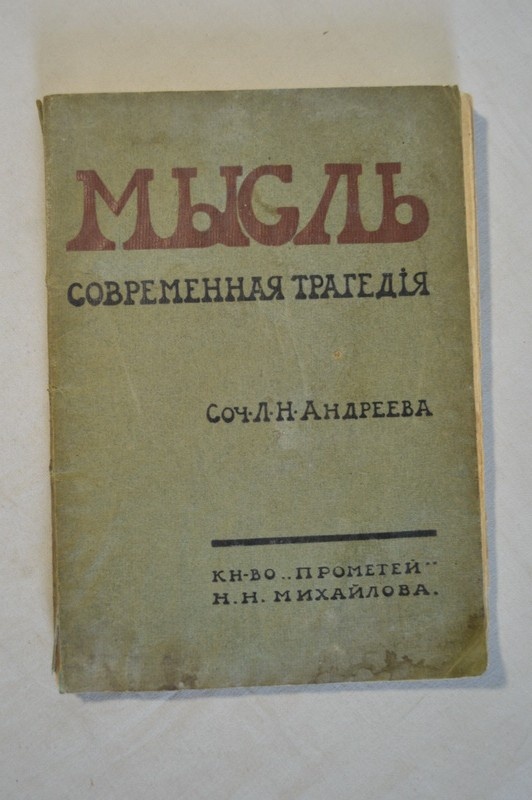 МЫСЛЬ
СОВРЕМЕННАЯ ТРАГЕДІЯ
СОЧ·Л·Н·АНДРЕЕВА
КН-ВО „ПРОМЕТЕЙ"
Н.Н. МИХАЙЛОВА.